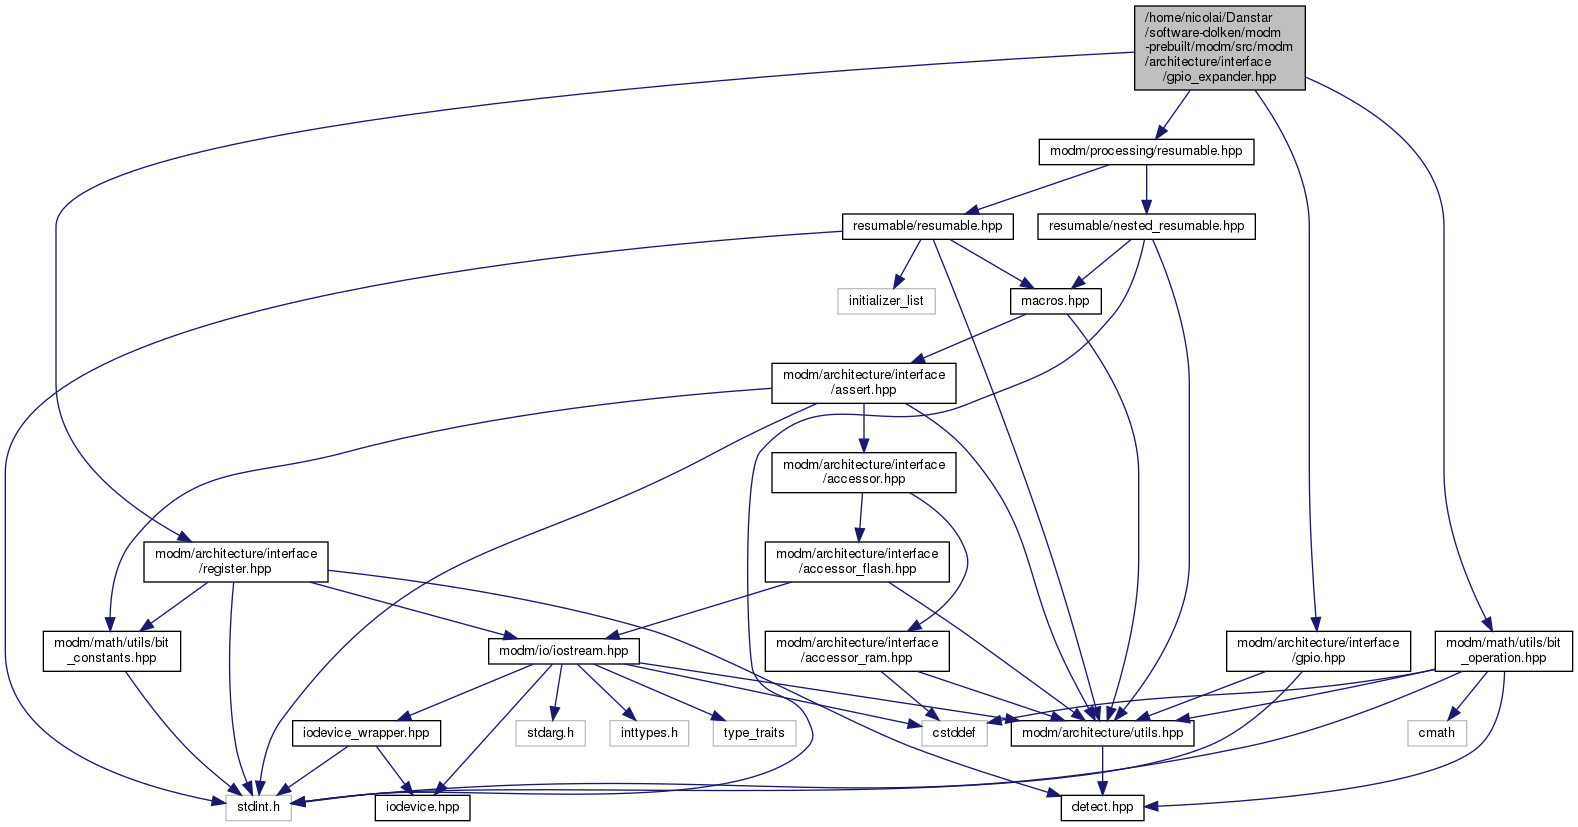 /home/nicolai/Danstar
/software-dolken/modm
-prebuilt/modm/src/modm
/architecture/interface
/gpio_expander.hpp
modm/processing/resumable.hpp
resumable/resumable.hpp
resumable/nested_resumable.hpp
initializer_list
macros.hpp
modm/architecture/interface
/assert.hpp
modm/architecture/interface
/accessor.hpp
modm/architecture/interface
/register.hpp
modm/architecture/interface
/accessor_flash.hpp
modm/math/utils/bit
_constants.hpp
modm/io/iostream.hpp
modm/architecture/interface
/accessor_ram.hpp
modm/architecture/interface
/gpio.hpp
modm/math/utils/bit
_operation.hpp
iodevice_wrapper.hpp
stdarg.h
inttypes.h
type_traits
cstddef
modm/architecture/utils.hpp
cmath
stdint.h
iodevice.hpp
detect.hpp